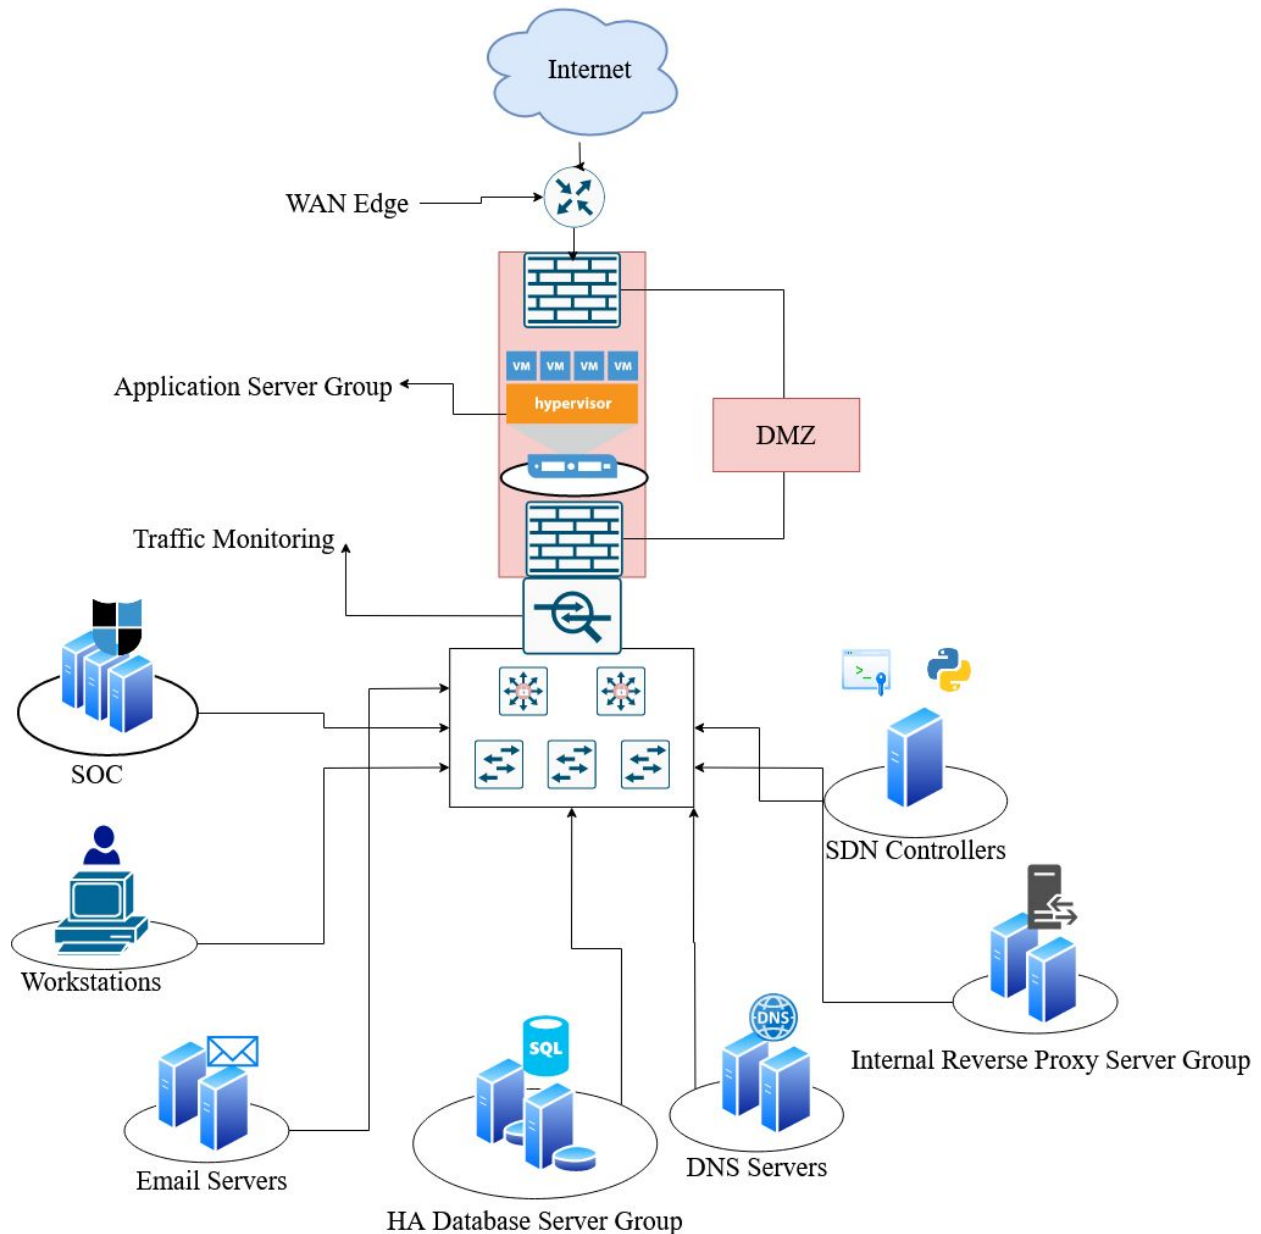 Internet
WAN Edge
VM VM VM VM
Application Server Group
hypervisor
DMZ
Traffic Monitoring
>_
SOC
SDN Controllers
Workstations
DNS
SQL
Internal Reverse Proxy Server Group
DNS Servers
Email Servers
HA Database Server Group